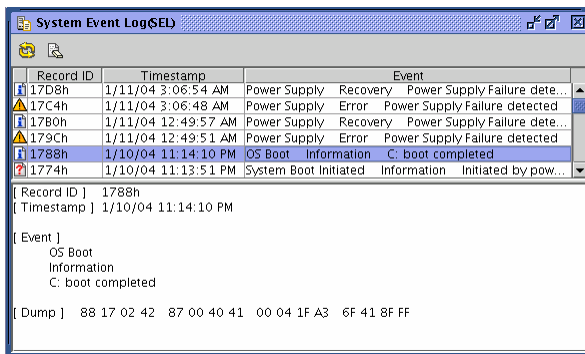 System Event Log(SEL)
Record ID Timestamp Event
17D8h 1/11/04 3:06:54 AM Power Supply Recovery Power Supply Failure dete...
17C4h 1/11/04 3:06:48 AM Power Supply Error Power Supply Failure detected
17B0h 1/11/04 12:49:57 AM Power Supply Recovery Power Supply Failure dete...
179Ch 1/11/04 12:49:51 AM Power Supply Error Power Supply Failure detected
1788h 1/10/04 11:14:10 PM OS Boot Information C: boot completed
1774h 1/10/04 11:13:51 PM System Boot Initiated Information Initiated by pow...
[ Record ID ] 1788h
[ Timestamp ] 1/10/04 11:14:10 PM
[ Event ]
OS Boot
Information
C: boot completed
[ Dump ] 88 17 02 42 87 00 40 41 00 04 1F A3 6F 41 8F FF